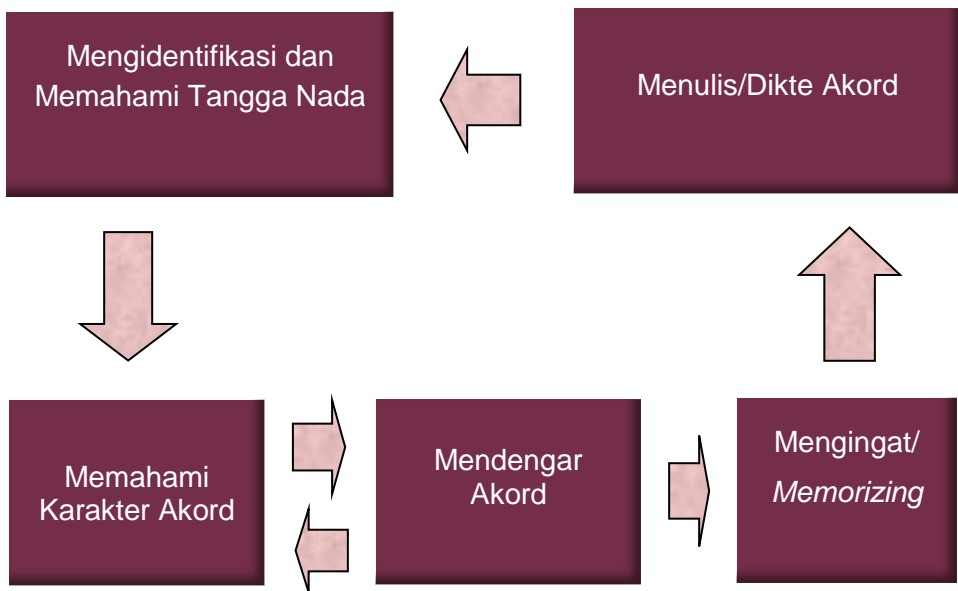 Mengidentifikasi dan
Memahami Tangga Nada
Menulis/Dikte Akord
Memahami
Karakter Akord
Mendengar
Akord
Mengingat/
Memorizing